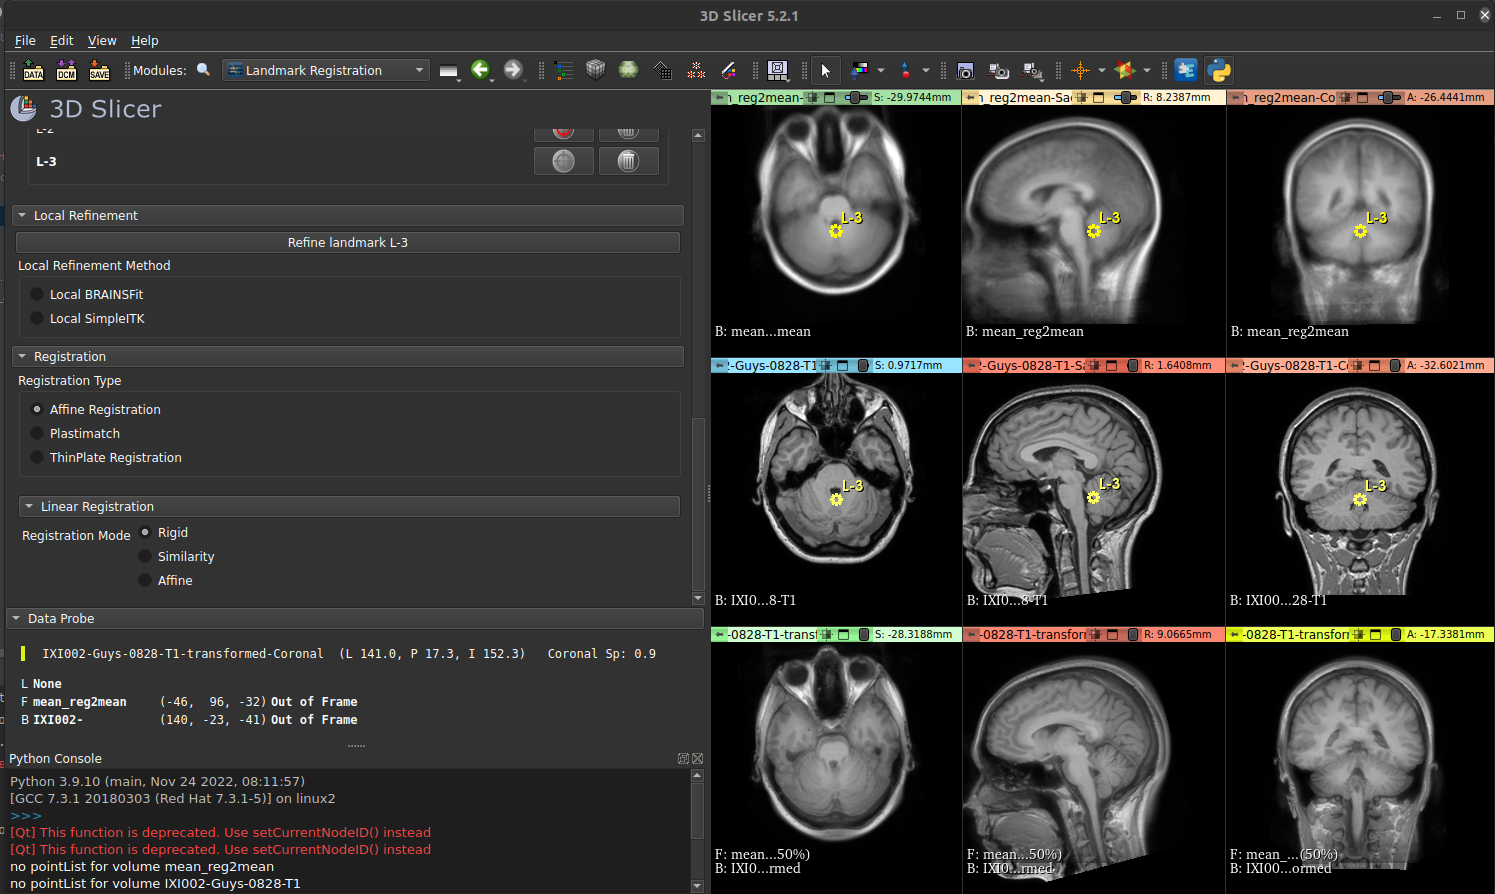 3D Slicer 5.2.1
File Edit View Help
DATA DCM SAVE Modules: Landmark Registration
3D Slicer
L-2
L-3
Local Refinement
Refine landmark L-3
Local Refinement Method
Local BRAINSFit
Local SimpleITK
Registration
Registration Type
Affine Registration
Plastimatch
ThinPlate Registration
Linear Registration
Registration Mode Rigid
Similarity
Affine
Data Probe
IXI002-Guys-0828-T1-transformed-Coronal (L 141.0, P 17.3, I 152.3) Coronal Sp: 0.9
L None
F mean_reg2mean (-46, 96, -32) Out of Frame
B IXI002- (140, -23, -41) Out of Frame
Python Console
Python 3.9.10 (main, Nov 24 2022, 08:11:57)
[GCC 7.3.1 20180303 (Red Hat 7.3.1-5)] on linux2
>>>
[Qt] This function is deprecated. Use setCurrentNodeID() instead
[Qt] This function is deprecated. Use setCurrentNodeID() instead
no pointList for volume mean_reg2mean
no pointList for volume IXI002-Guys-0828-T1
_reg2mean- S: -29.9744mm
L-3
B: mean...mean
_reg2mean-Sa R: 8.2387mm
L-3
B: mean_reg2mean
_reg2mean-Co A: -26.4441mm
L-3
B: mean_reg2mean
-Guys-0828-T1 S: 0.9717mm
L-3
B: IXI0...8-T1
-Guys-0828-T1-S R: 1.6408mm
L-3
B: IXI0...8-T1
-Guys-0828-T1-C A: -32.6021mm
L-3
B: IXI00...28-T1
-0828-T1-transf S: -28.3188mm
F: mean...50%)
B: IXI0...rmed
-0828-T1-transfor R: 9.0665mm
F: mean...50%)
B: IXI0...rmed
-0828-T1-transfor A: -17.3381mm
F: mean_...(50%)
B: IXI00...ormed